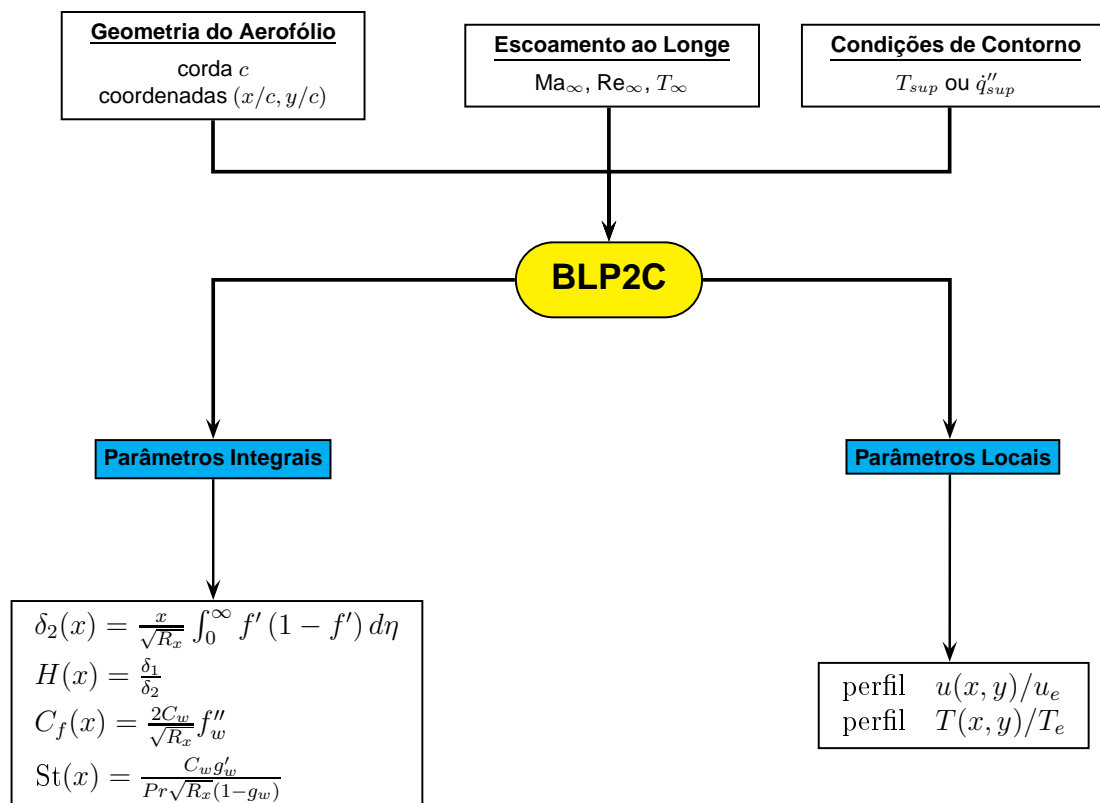 Geometria do Aerofólio
corda c
coordenadas (x/c, y/c)
Escoamento ao Longe
Ma∞, Re∞, T∞
Condições de Contorno
T_sup ou q̇''_sup
BLP2C
Parâmetros Integrais
Parâmetros Locais
δ₂(x) = x/√R_x ∫₀^∞ f′ (1 − f′) dη
H(x) = δ₁/δ₂
C_f(x) = 2C_w/√R_x f''_w
St(x) = C_w g'_w / Pr√R_x(1−g_w)
perfil u(x, y)/u_e
perfil T(x, y)/T_e